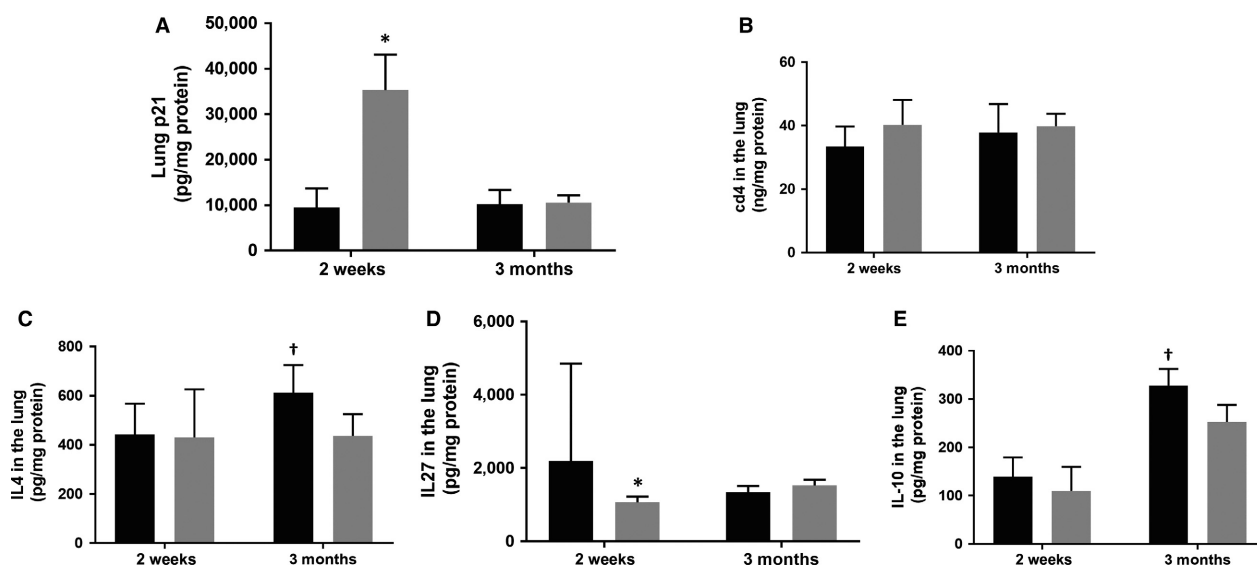 A
Lung p21
(pg/mg protein)
50,000
40,000
30,000
20,000
10,000
0
*
2 weeks
3 months
B
cd4 in the lung
(ng/mg protein)
60
40
20
0
2 weeks
3 months
C
IL4 in the lung
(pg/mg protein)
800
600
400
200
0
†
2 weeks
3 months
D
IL27 in the lung
(pg/mg protein)
6,000
4,000
2,000
0
*
2 weeks
3 months
E
IL-10 in the lung
(pg/mg protein)
400
300
200
100
0
†
2 weeks
3 months